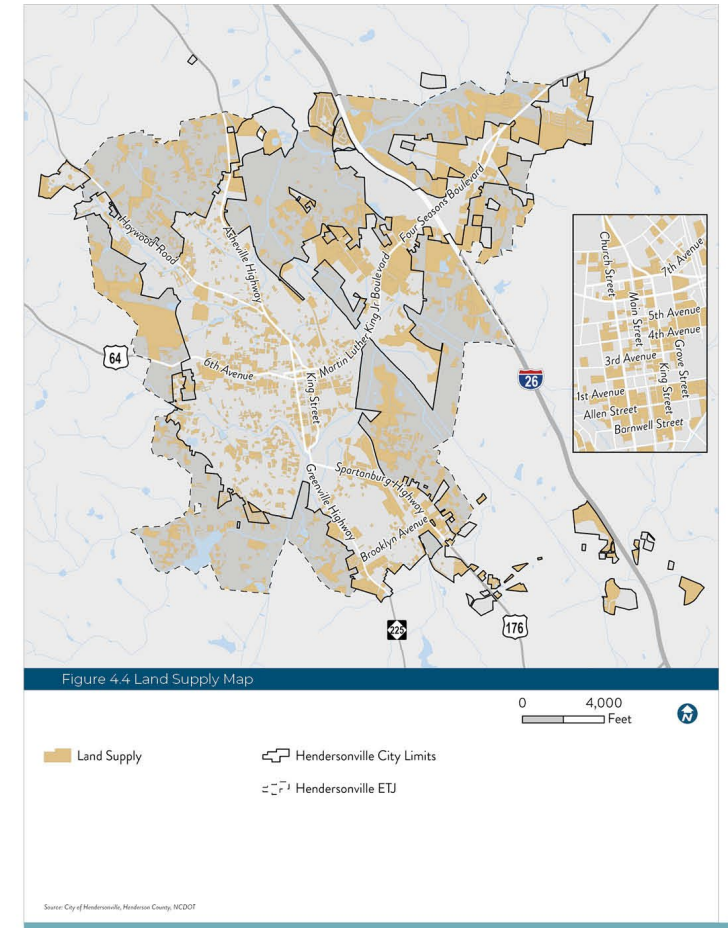 Haywood Road
Asheville Highway
Four Seasons Boulevard
Martin Luther King Jr Boulevard
64
6th Avenue
King Street
26
Spartanburg Highway
Greenville Highway
Brooklyn Avenue
225
176
Church Street
7th Avenue
Main Street
5th Avenue
4th Avenue
Grove Street
3rd Avenue
King Street
1st Avenue
Allen Street
Barnwell Street
Figure 4.4 Land Supply Map
0 4,000
Feet
N
Land Supply
Hendersonville City Limits
Hendersonville ETJ
Source: City of Hendersonville, Henderson County, NCDOT